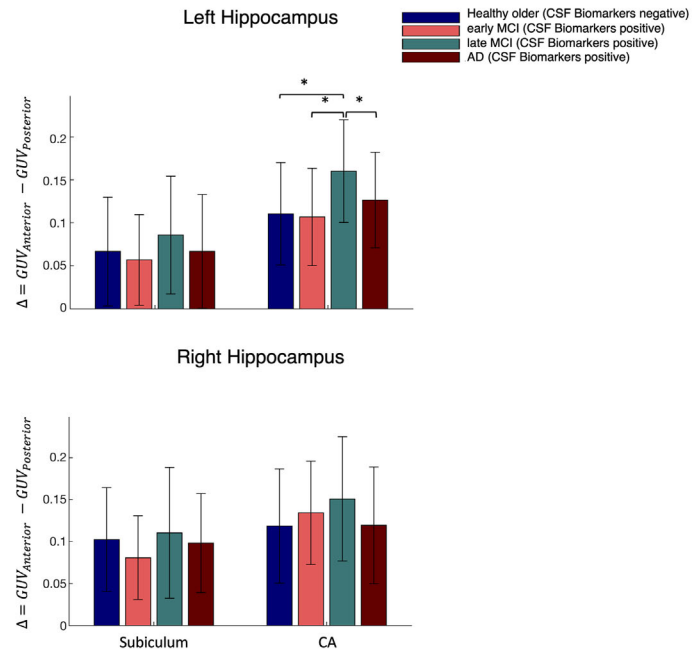 Left Hippocampus
Healthy older (CSF Biomarkers negative)
early MCI (CSF Biomarkers positive)
late MCI (CSF Biomarkers positive)
AD (CSF Biomarkers positive)
* 
* *
Δ = GUV_Anterior − GUV_Posterior
0.2
0.15
0.1
0.05
0
Right Hippocampus
Δ = GUV_Anterior − GUV_Posterior
0.2
0.15
0.1
0.05
0
Subiculum CA